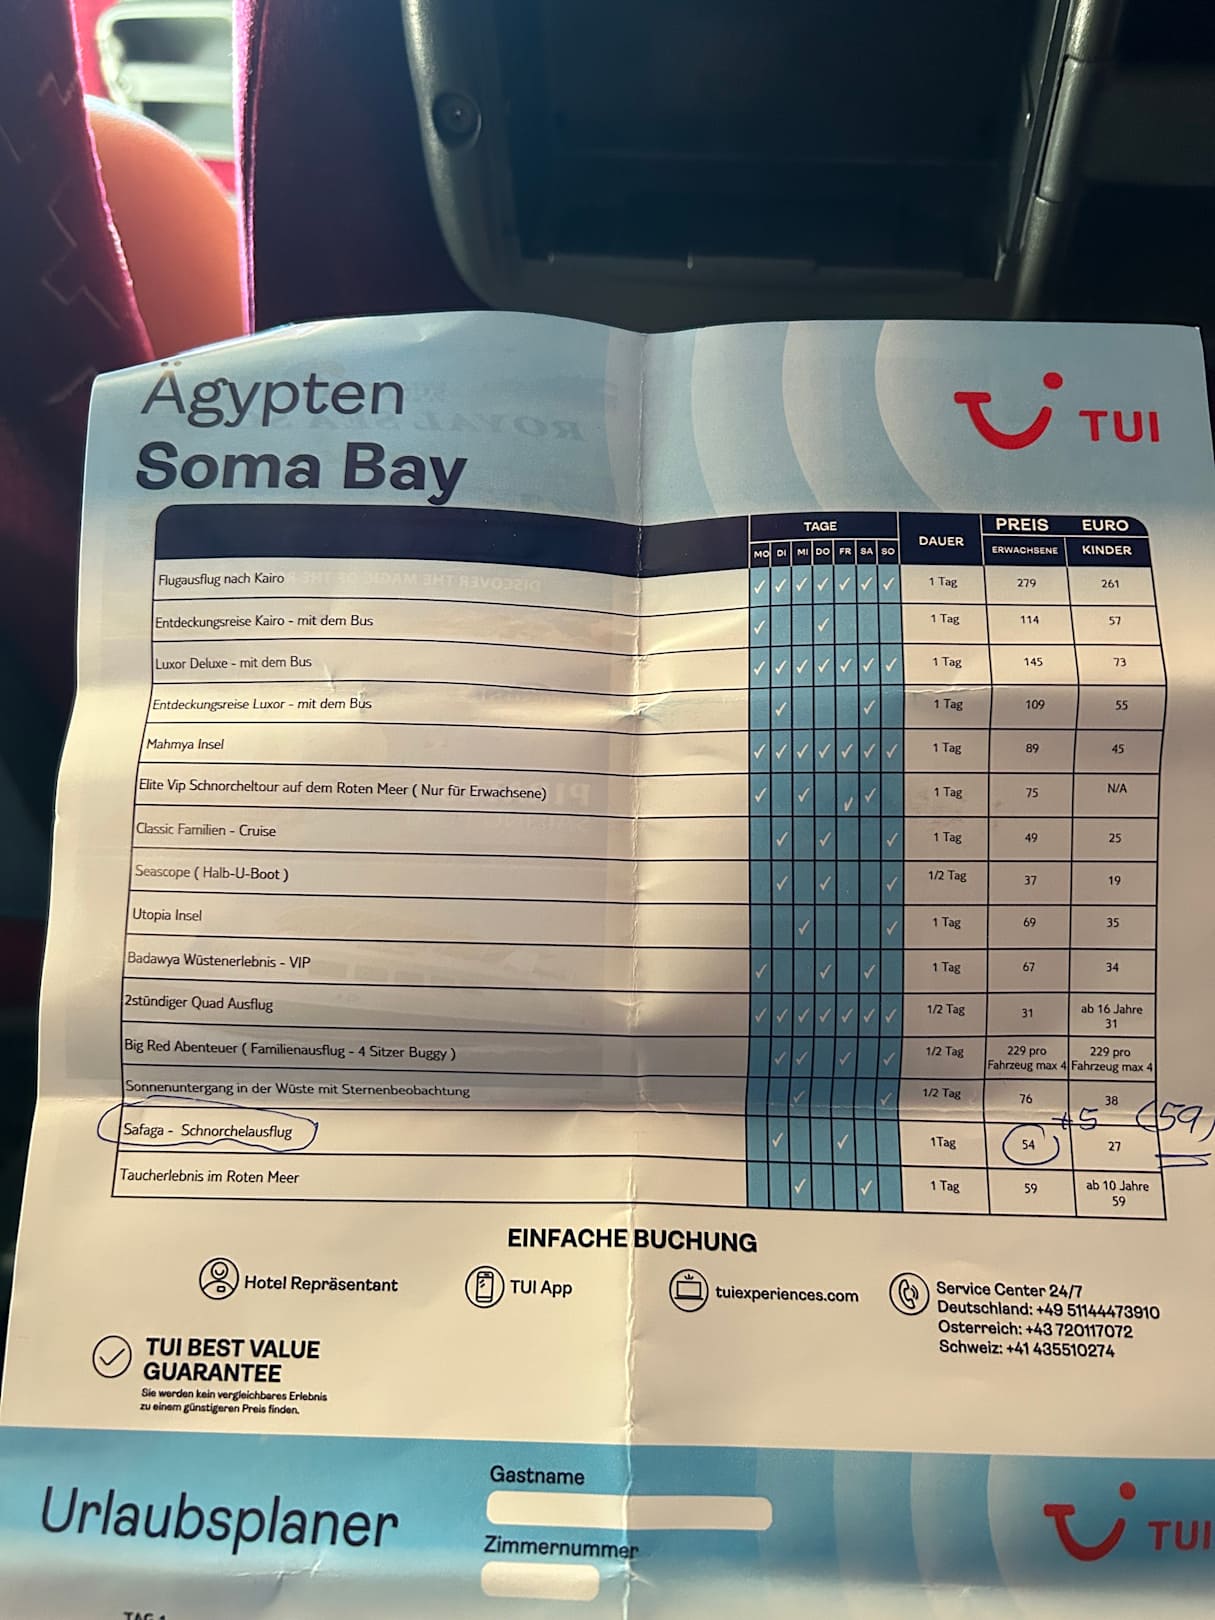 Ägypten
Soma Bay
TUI
TAGE DAUER PREIS EURO
MO DI MI DO FR SA SO ERWACHSENE KINDER
Flugausflug nach Kairo ✓ ✓ ✓ ✓ ✓ ✓ ✓ 1 Tag 279 261
Entdeckungsreise Kairo - mit dem Bus ✓ ✓ 1 Tag 114 57
Luxor Deluxe - mit dem Bus ✓ ✓ ✓ ✓ ✓ ✓ ✓ 1 Tag 145 73
Entdeckungsreise Luxor - mit dem Bus ✓ ✓ 1 Tag 109 55
Mahmya Insel ✓ ✓ ✓ ✓ ✓ ✓ ✓ 1 Tag 89 45
Elite Vip Schnorcheltour auf dem Roten Meer ( Nur für Erwachsene) ✓ ✓ ✓ ✓ 1 Tag 75 N/A
Classic Familien - Cruise ✓ ✓ ✓ 1 Tag 49 25
Seascope ( Halb-U-Boot ) ✓ ✓ ✓ 1/2 Tag 37 19
Utopia Insel ✓ ✓ 1 Tag 69 35
Badawya Wüstenerlebnis - VIP ✓ ✓ ✓ 1 Tag 67 34
2stündiger Quad Ausflug ✓ ✓ ✓ ✓ ✓ ✓ ✓ 1/2 Tag 31 ab 16 Jahre
31
Big Red Abenteuer ( Familienausflug - 4 Sitzer Buggy ) ✓ ✓ ✓ ✓ 1/2 Tag 229 pro 229 pro
Fahrzeug max 4 Fahrzeug max 4
Sonnenuntergang in der Wüste mit Sternenbeobachtung ✓ ✓ 1/2 Tag 76 38
+5 (59)
Safaga - Schnorchelausflug ✓ ✓ 1Tag 54 27
Taucherlebnis im Roten Meer ✓ ✓ 1 Tag 59 ab 10 Jahre
59
EINFACHE BUCHUNG
Hotel Repräsentant
TUI App
tuiexperiences.com
Service Center 24/7
Deutschland: +49 51144473910
Österreich: +43 720117072
Schweiz: +41 435510274
TUI BEST VALUE
GUARANTEE
Sie werden kein vergleichbares Erlebnis
zu einem günstigeren Preis finden.
Urlaubsplaner
Gastname
Zimmernummer
TUI